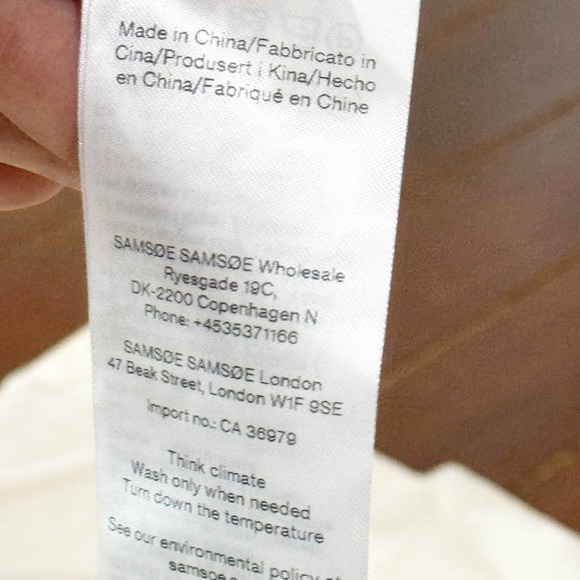 Made in China/Fabbricato in
Cina/Produsert i Kina/Hecho
en China/Fabriqué en Chine
SAMSØE SAMSØE Wholesale
Ryesgade 19C,
DK-2200 Copenhagen N
Phone: +4535371166
SAMSØE SAMSØE London
47 Beak Street, London W1F 9SE
Import no.: CA 36979
Think climate
Wash only when needed
Turn down the temperature
See our environmental policy at
samsoe